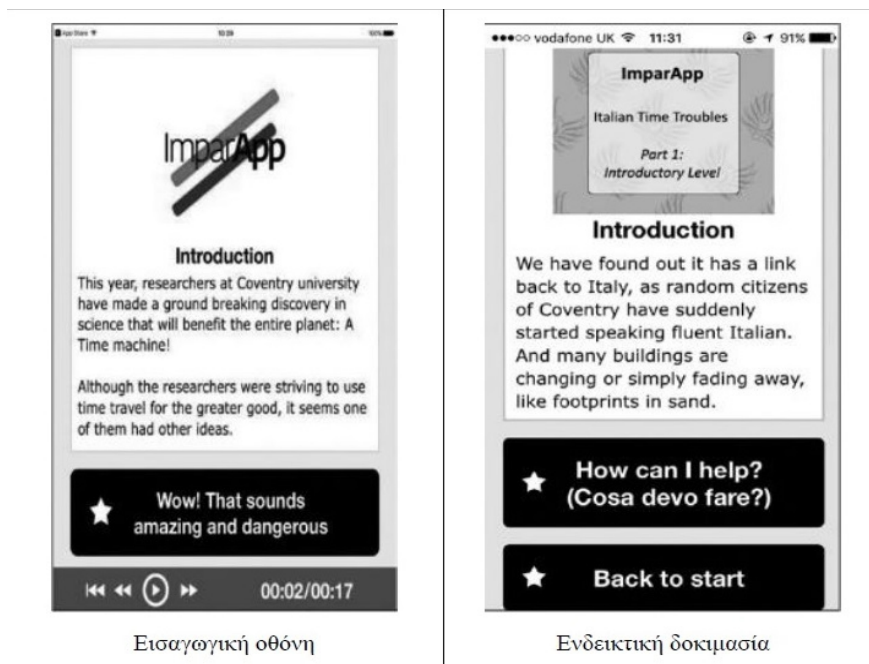 App Store 10:39 100%
ImparApp
Introduction
This year, researchers at Coventry university
have made a ground breaking discovery in
science that will benefit the entire planet: A
Time machine!
Although the researchers were striving to use
time travel for the greater good, it seems one
of them had other ideas.
Wow! That sounds
amazing and dangerous
00:02/00:17
Εισαγωγική οθόνη
vodafone UK 11:31 91%
ImparApp
Italian Time Troubles
Part 1:
Introductory Level
Introduction
We have found out it has a link
back to Italy, as random citizens
of Coventry have suddenly
started speaking fluent Italian.
And many buildings are
changing or simply fading away,
like footprints in sand.
How can I help?
(Cosa devo fare?)
Back to start
Ενδεικτική δοκιμασία